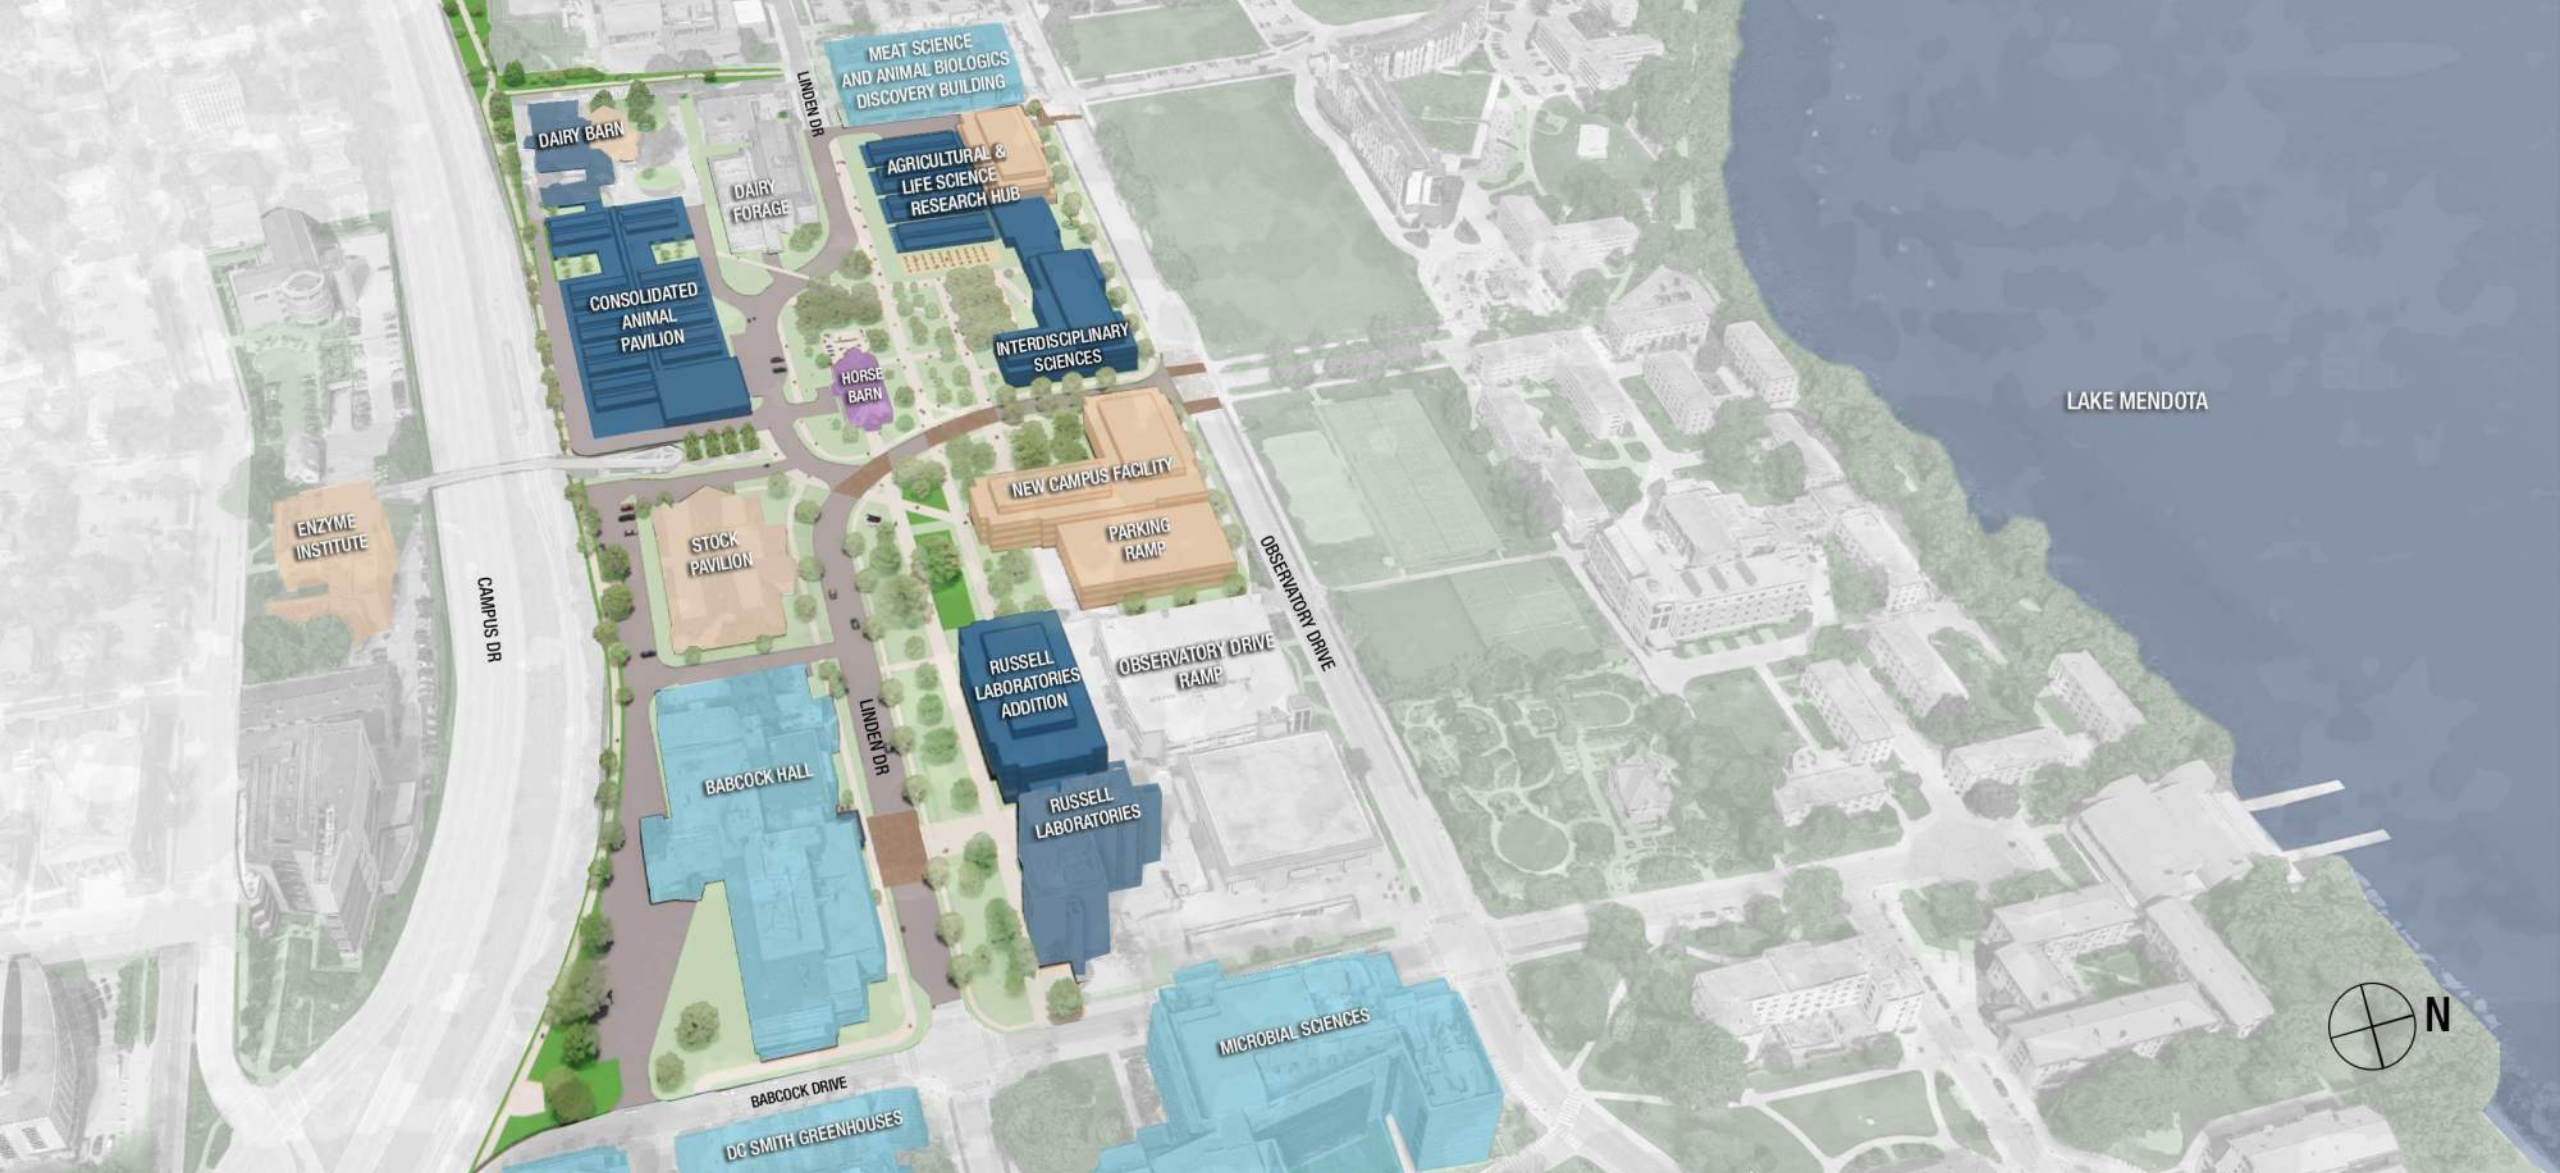 MEAT SCIENCE
AND ANIMAL BIOLOGICS
DISCOVERY BUILDING
LINDEN DR
DAIRY BARN
AGRICULTURAL &
LIFE SCIENCE
RESEARCH HUB
DAIRY
FORAGE
CONSOLIDATED
ANIMAL
PAVILION
INTERDISCIPLINARY
SCIENCES
HORSE
BARN
LAKE MENDOTA
NEW CAMPUS FACILITY
ENZYME
INSTITUTE
STOCK
PAVILION
PARKING
RAMP
CAMPUS DR
OBSERVATORY DRIVE
RUSSELL
LABORATORIES
ADDITION
OBSERVATORY DRIVE
RAMP
LINDEN DR
BABCOCK HALL
RUSSELL
LABORATORIES
MICROBIAL SCIENCES
N
BABCOCK DRIVE
DC SMITH GREENHOUSES